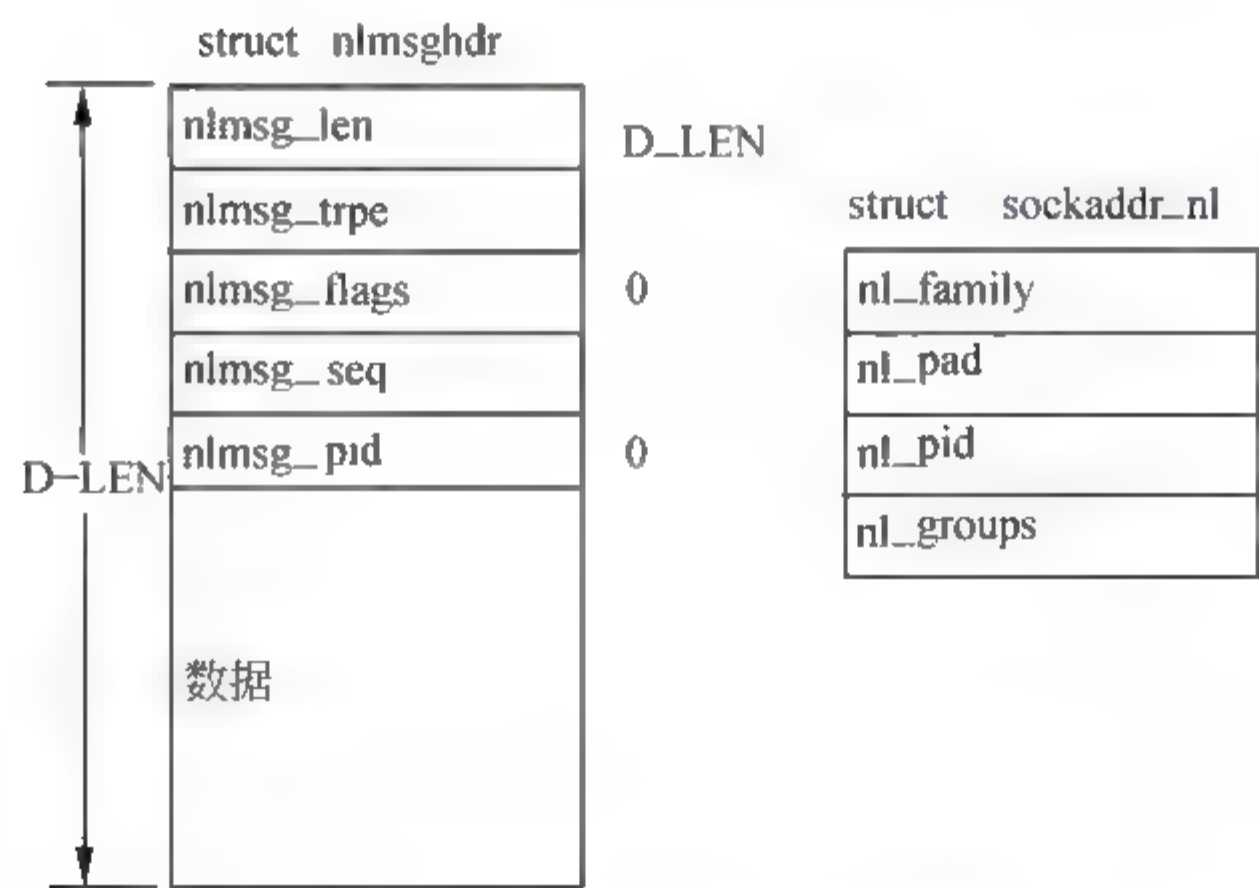 struct nlmsghdr
nlmsg_len
D_LEN
nlmsg_trpe
nlmsg_flags
0
nlmsg_seq
nlmsg_pid
0
D-LEN
数据
struct sockaddr_nl
nl_family
nl_pad
nl_pid
nl_groups